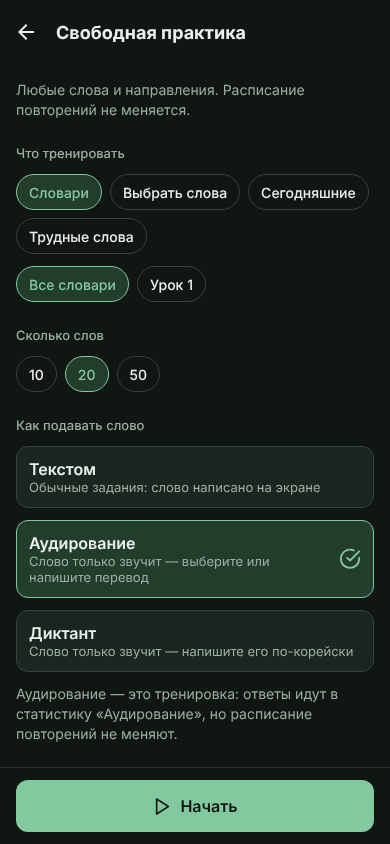 Свободная практика
Любые слова и направления. Расписание
повторений не меняется.
Что тренировать
Словари
Выбрать слова
Сегодняшние
Трудные слова
Все словари
Урок 1
Сколько слов
10
20
50
Как подавать слово
Текстом
Обычные задания: слово написано на экране
Аудирование
Слово только звучит — выберите или
напишите перевод
Диктант
Слово только звучит — напишите его по-корейски
Аудирование — это тренировка: ответы идут в
статистику «Аудирование», но расписание
повторений не меняют.
Начать